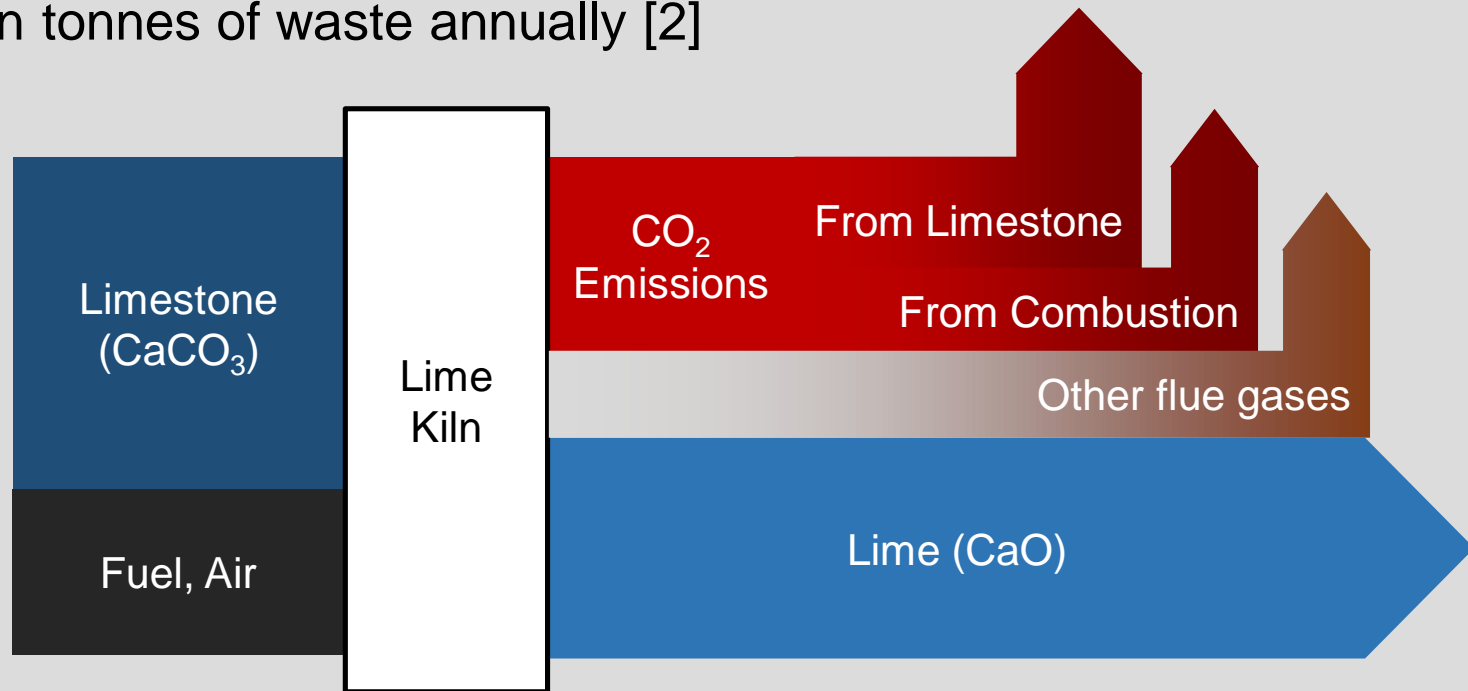 n tonnes of waste annually [2]
Limestone
(CaCO₃)
Fuel, Air
Lime
Kiln
CO₂
Emissions
From Limestone
From Combustion
Other flue gases
Lime (CaO)